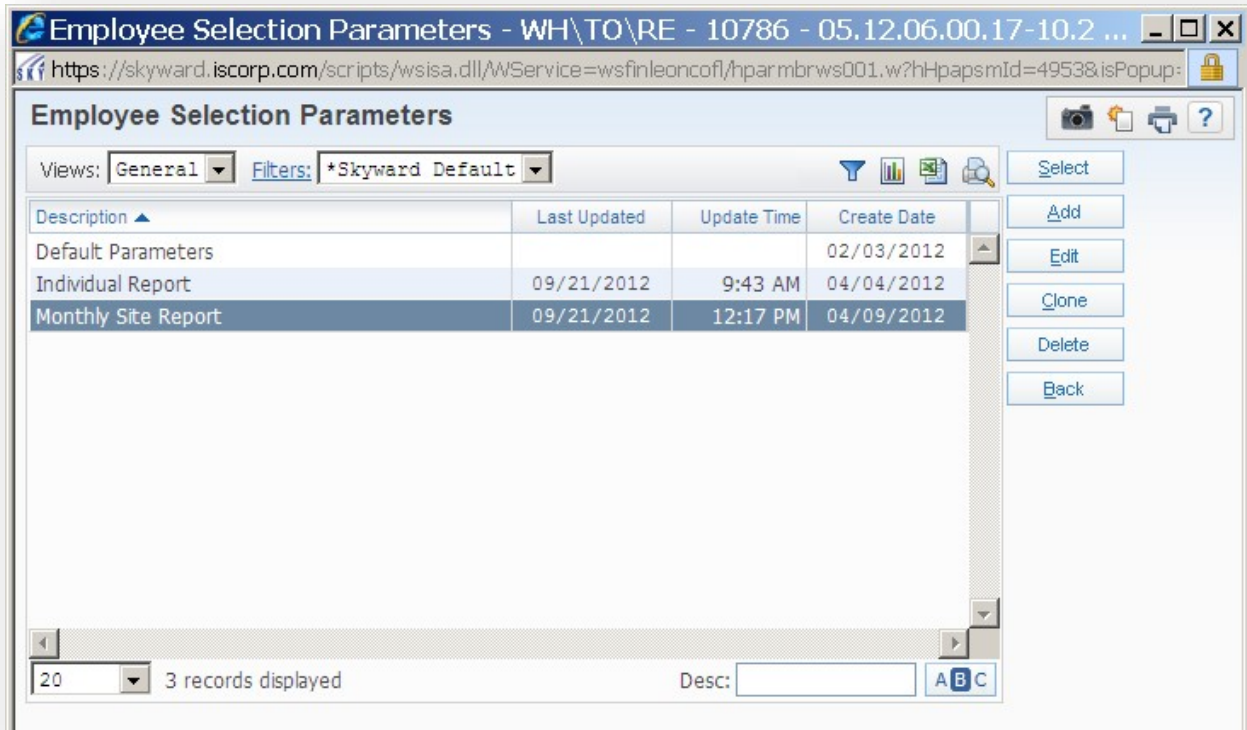 Employee Selection Parameters - WH\TO\RE - 10786 - 05.12.06.00.17-10.2 ...
https://skyward.iscorp.com/scripts/wsisa.dll/WService=wsfinleoncofl/hparmbrws001.w?hHpapsmId=4953&isPopup=
Employee Selection Parameters
?
Views: General Filters: *Skyward Default
Select
Description Last Updated Update Time Create Date
Add
Default Parameters 02/03/2012
Edit
Individual Report 09/21/2012 9:43 AM 04/04/2012
Clone
Monthly Site Report 09/21/2012 12:17 PM 04/09/2012
Delete
Back
20 3 records displayed Desc: ABC